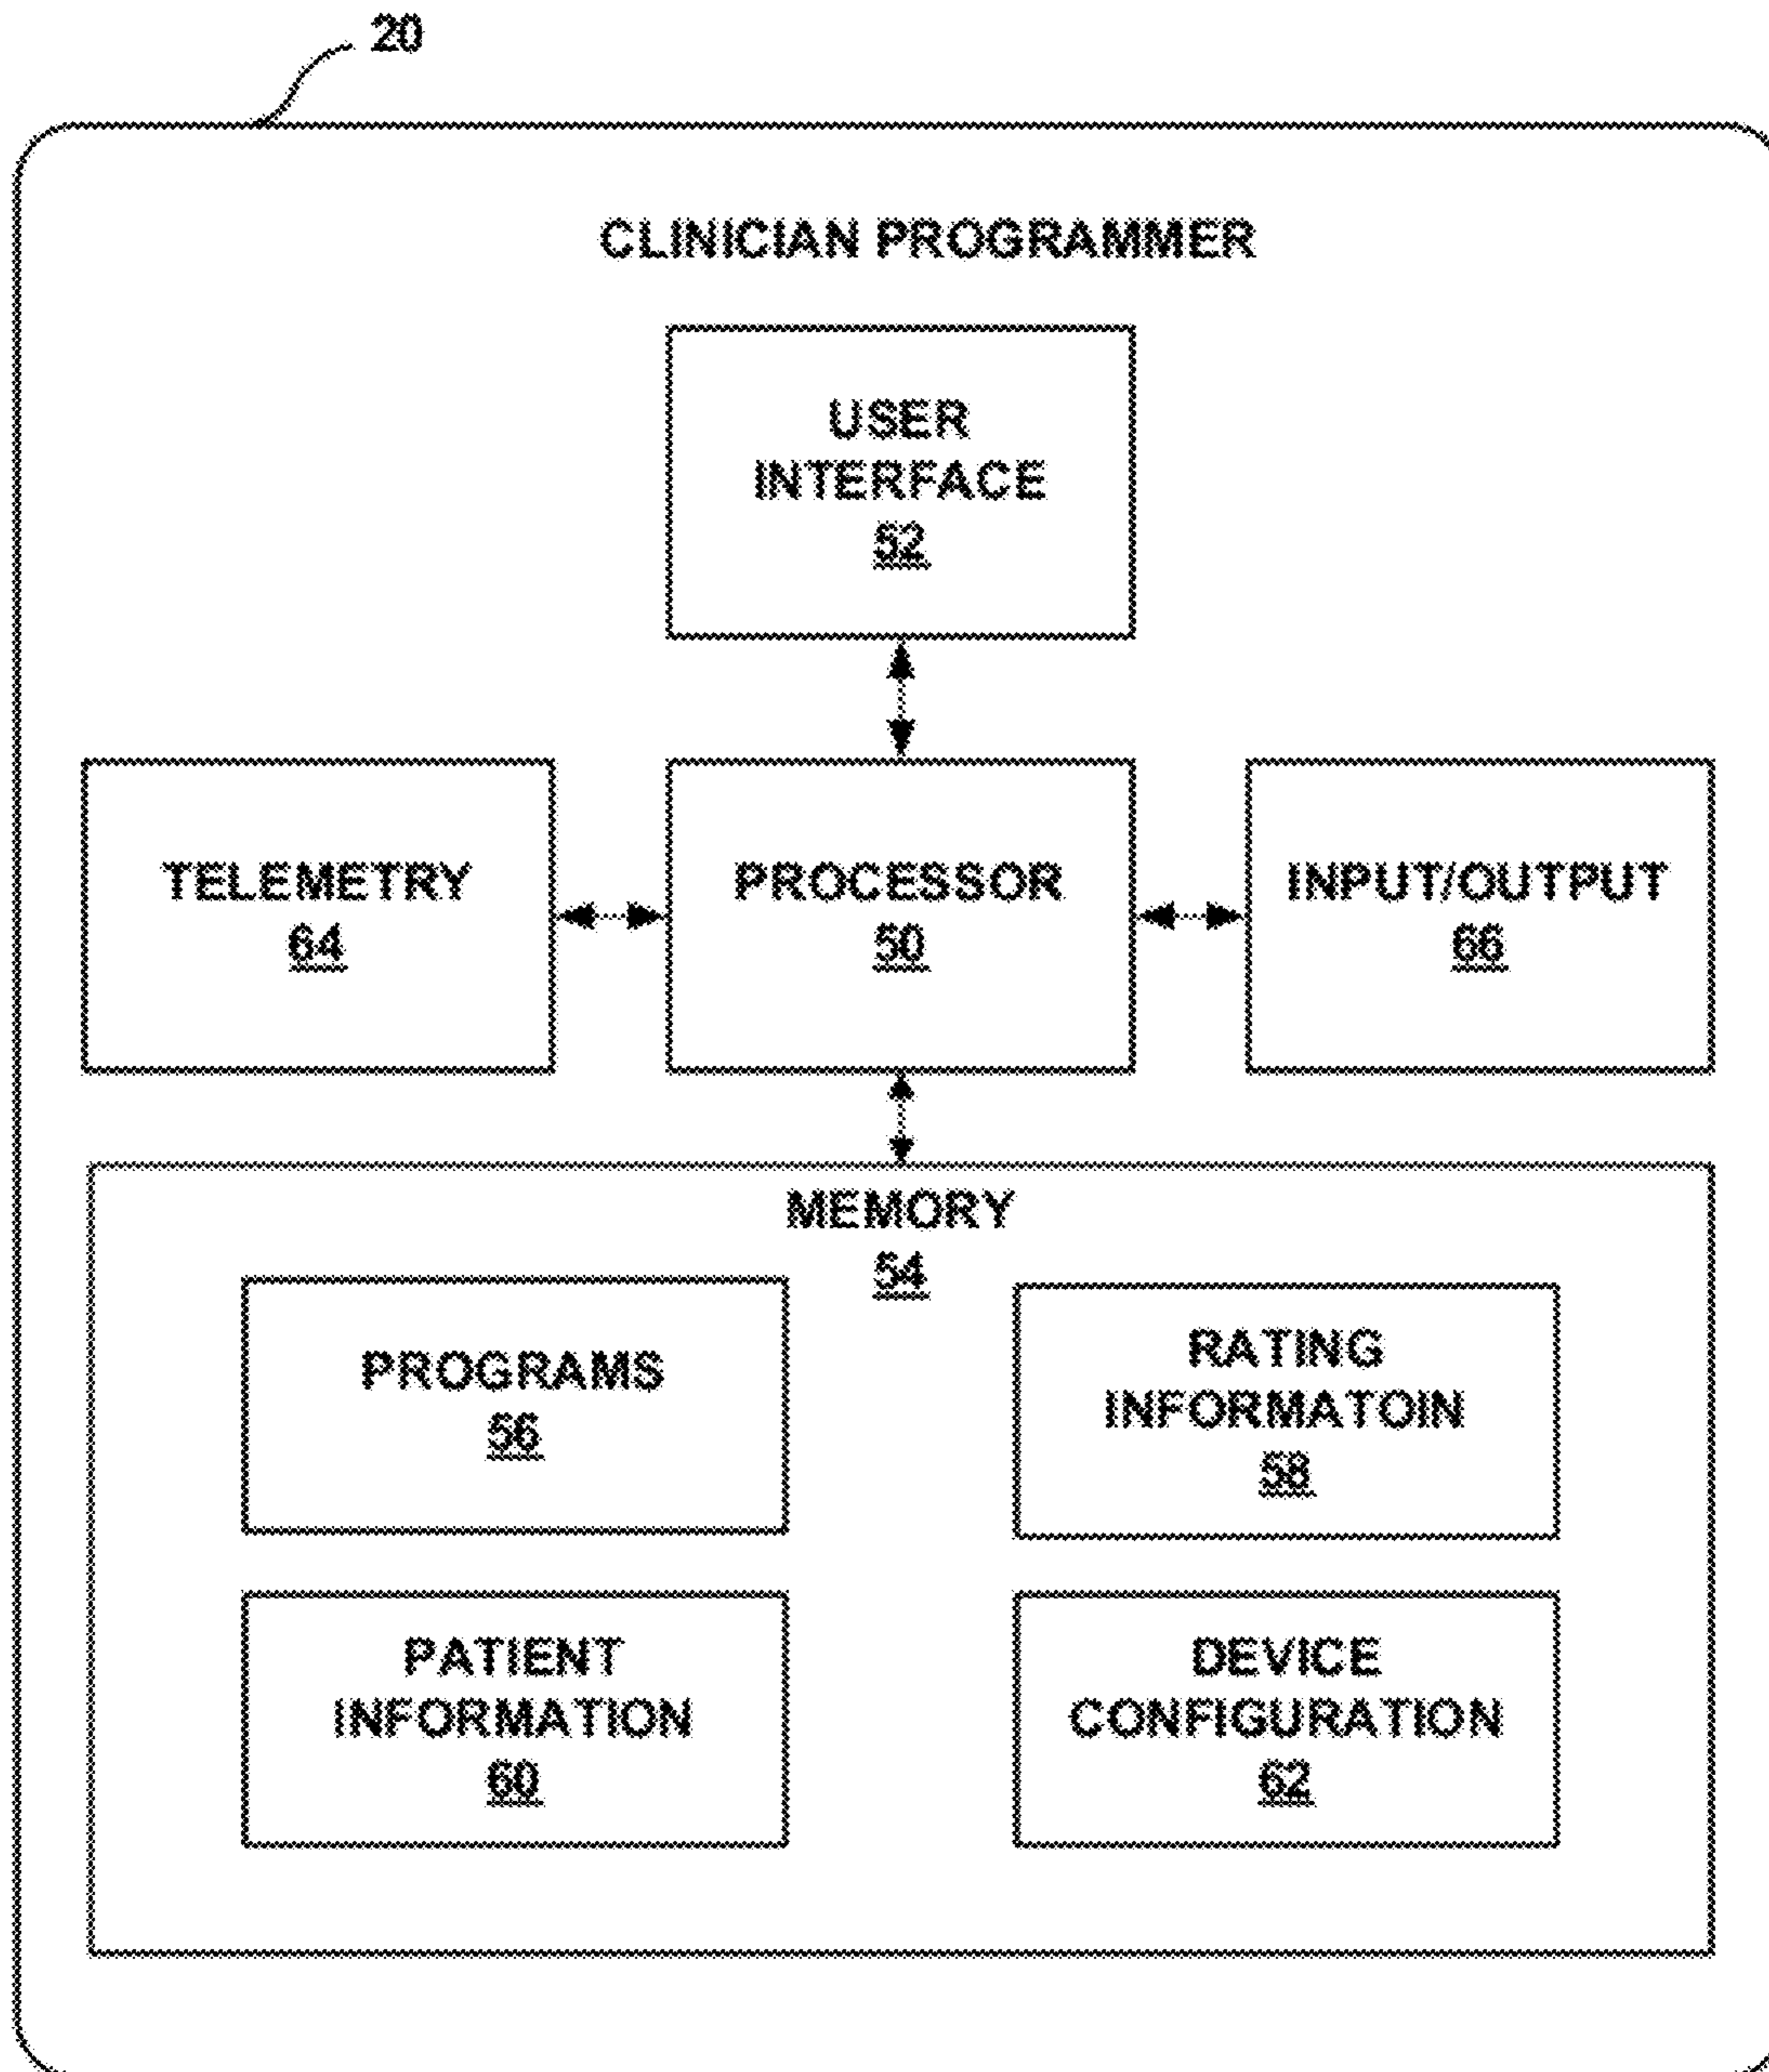 20
CLINICIAN PROGRAMMER
USER
INTERFACE
52
TELEMETRY
64
PROCESSOR
50
INPUT/OUTPUT
66
MEMORY
54
PROGRAMS
56
RATING
INFORMATOIN
58
PATIENT
INFORMATION
60
DEVICE
CONFIGURATION
62